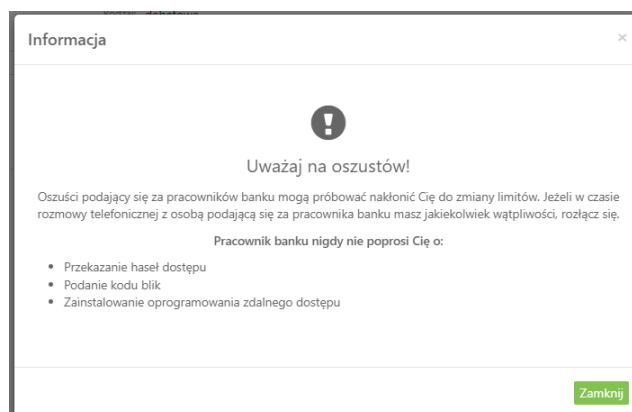 Rodzaj debetowa
Informacja
×
Uważaj na oszustów!
Oszuści podający się za pracowników banku mogą próbować nakłonić Cię do zmiany limitów. Jeżeli w czasie
rozmowy telefonicznej z osobą podającą się za pracownika banku masz jakiekolwiek wątpliwości, rozłącz się.
Pracownik banku nigdy nie poprosi Cię o:
• Przekazanie haseł dostępu
• Podanie kodu blik
• Zainstalowanie oprogramowania zdalnego dostępu
Zamknij